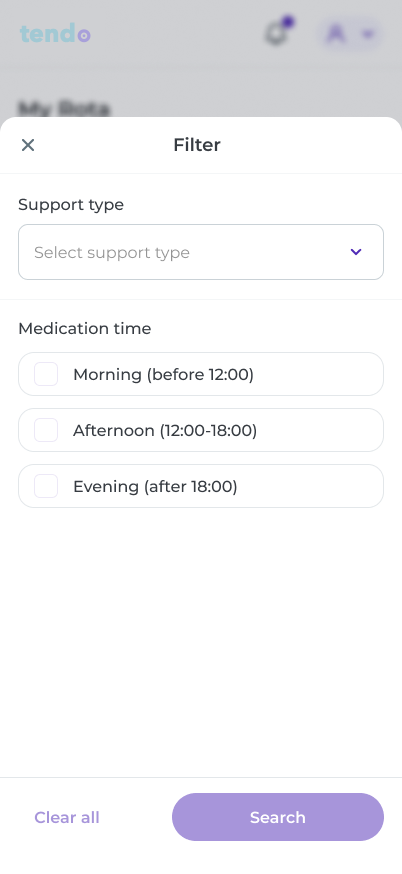 tendo
My Rota
Filter
Support type
Select support type
Medication time
Morning (before 12:00)
Afternoon (12:00-18:00)
Evening (after 18:00)
Clear all
Search